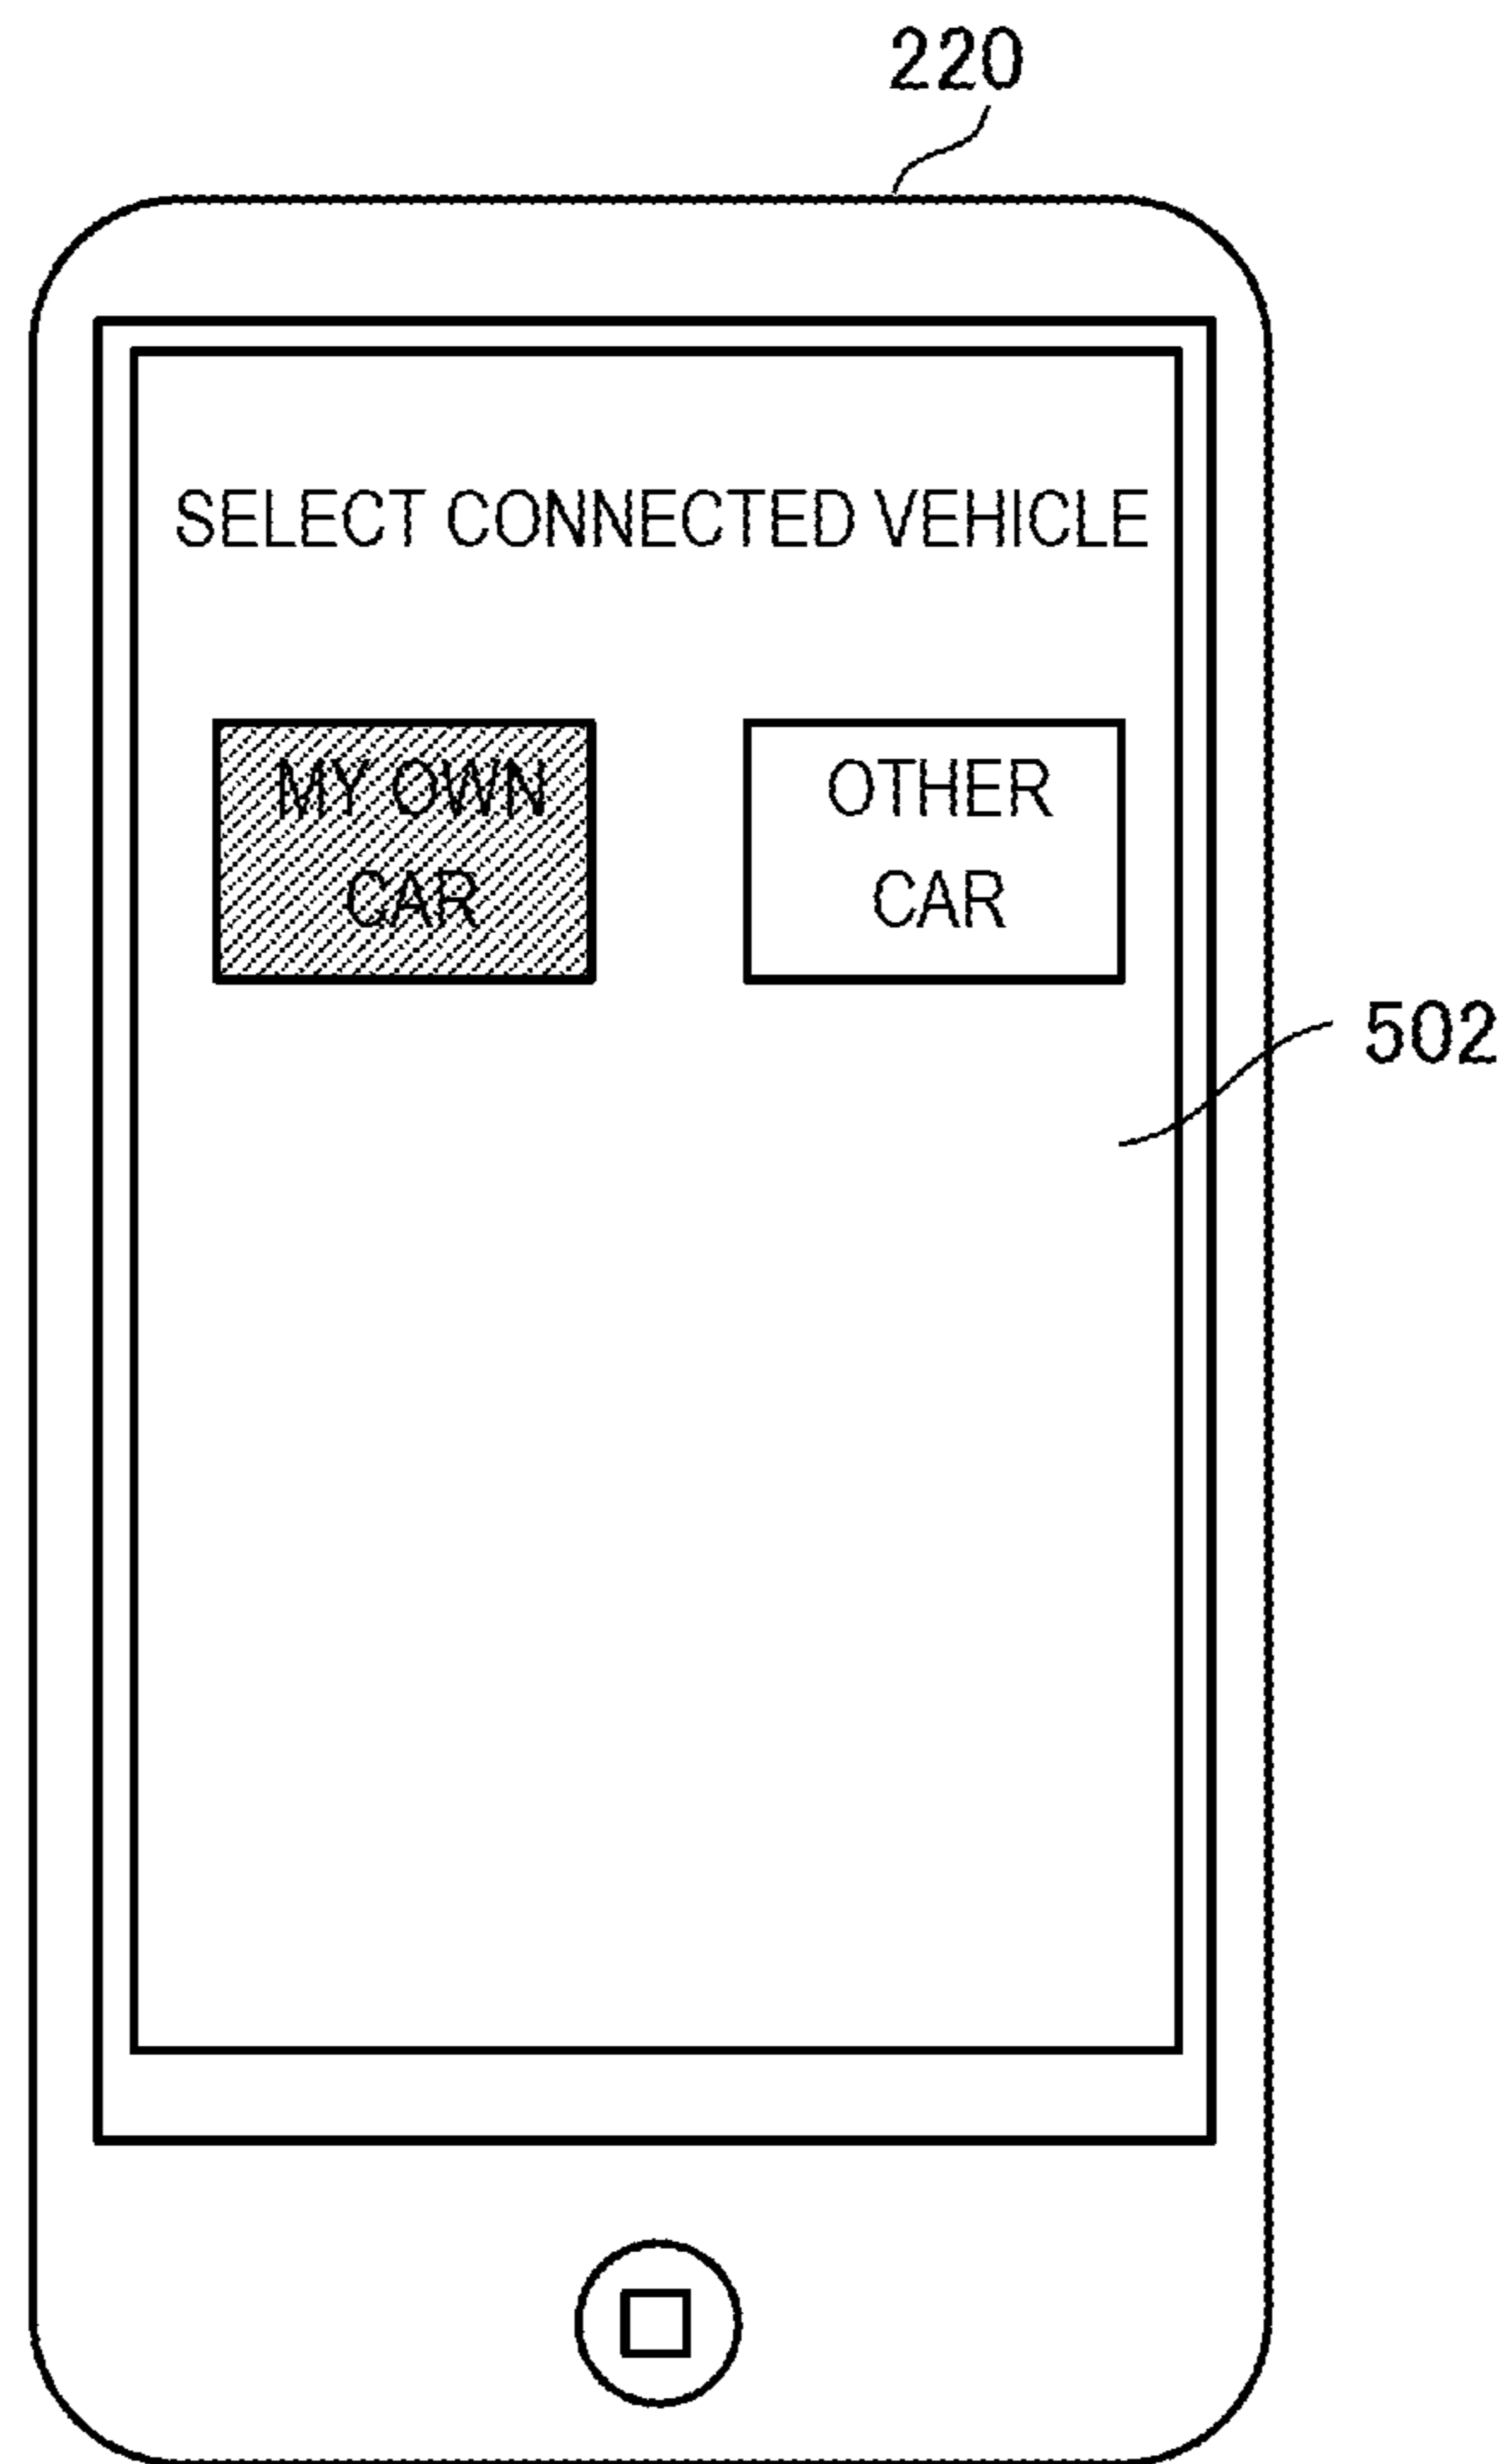 220
SELECT CONNECTED VEHICLE
MY OWN
CAR
OTHER
CAR
502